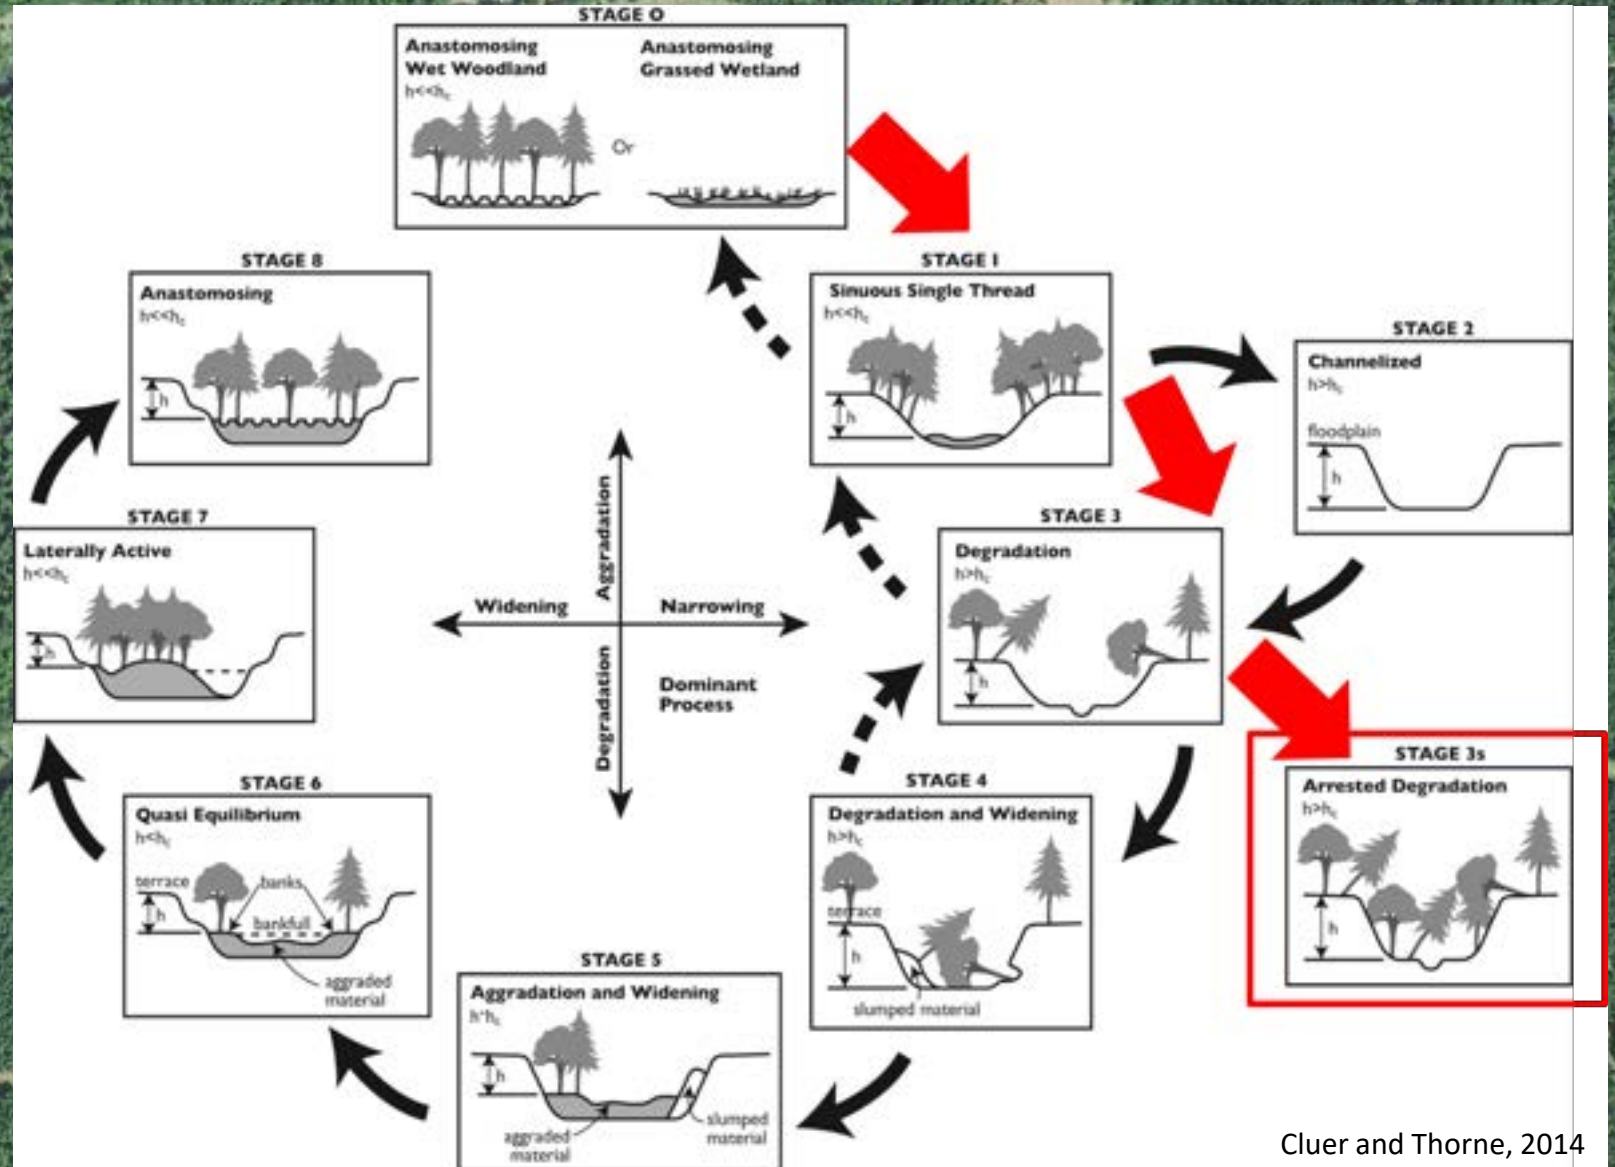 STAGE O
Anastomosing
Wet Woodland
h<<hc
Or
Anastomosing
Grassed Wetland
STAGE 1
Sinuous Single Thread
h<<hc
h
STAGE 2
Channelized
h>hc
floodplain
h
STAGE 3
Degradation
h>hc
h
STAGE 3s
Arrested Degradation
h>hc
h
STAGE 4
Degradation and Widening
h>hc
terrace
h
slumped material
STAGE 5
Aggradation and Widening
h
aggraded
material
slumped
material
STAGE 6
Quasi Equilibrium
h<hc
terrace
banks
h
bankfull
aggraded
material
STAGE 7
Laterally Active
h<<hc
h
STAGE 8
Anastomosing
h<<hc
h
Aggradation
Widening
Narrowing
Degradation
Dominant
Process
Cluer and Thorne, 2014